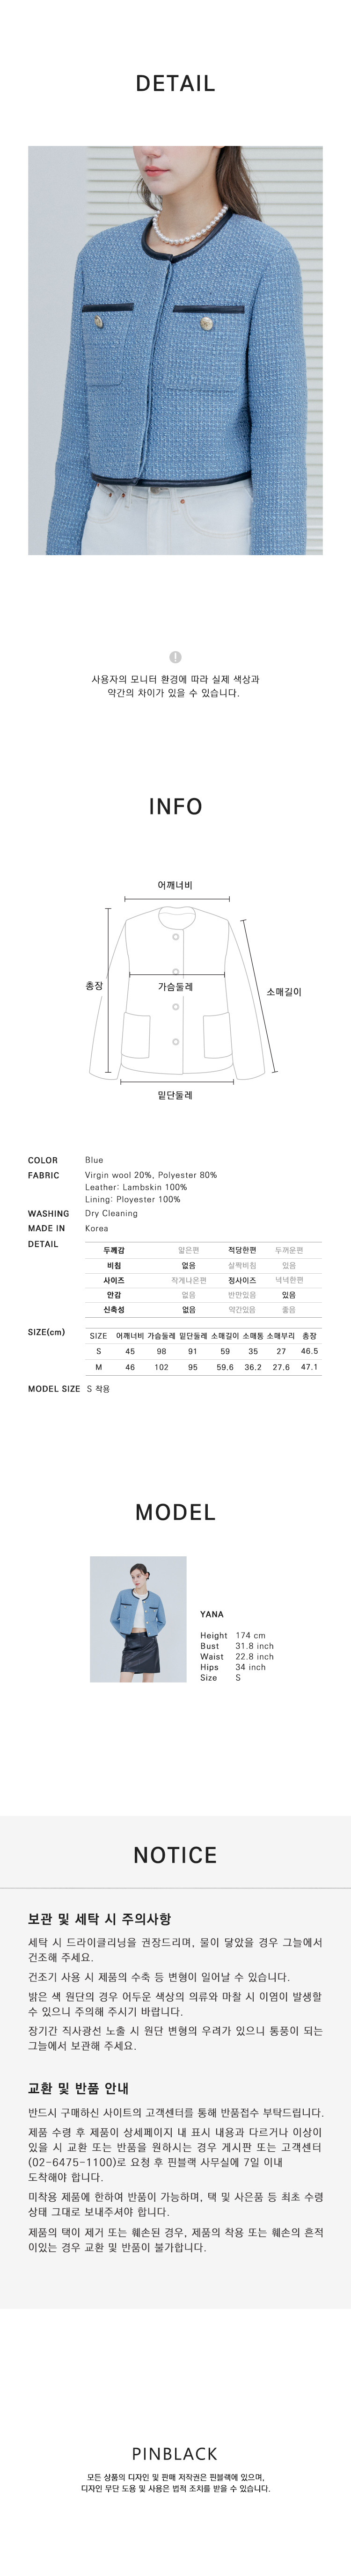 DETAIL
사용자의 모니터 환경에 따라 실제 색상과
약간의 차이가 있을 수 있습니다.
INFO
어깨너비
총장
가슴둘레
소매길이
밑단둘레
COLOR Blue
FABRIC Virgin wool 20%, Polyester 80%
Leather: Lambskin 100%
Lining: Ployester 100%
WASHING Dry Cleaning
MADE IN Korea
DETAIL 두께감 얇은편 적당한편 두꺼운편
비침 없음 살짝비침 있음
사이즈 작게나온편 정사이즈 넉넉한편
안감 없음 반만있음 있음
신축성 없음 약간있음 좋음
SIZE(cm) SIZE 어깨너비 가슴둘레 밑단둘레 소매길이 소매통 소매부리 총장
S 45 98 91 59 35 27 46.5
M 46 102 95 59.6 36.2 27.6 47.1
MODEL SIZE S 착용
MODEL
YANA
Height 174 cm
Bust 31.8 inch
Waist 22.8 inch
Hips 34 inch
Size S
NOTICE
보관 및 세탁 시 주의사항
세탁 시 드라이클리닝을 권장드리며, 물이 닿았을 경우 그늘에서
건조해 주세요.
건조기 사용 시 제품의 수축 등 변형이 일어날 수 있습니다.
밝은 색 원단의 경우 어두운 색상의 의류와 마찰 시 이염이 발생할
수 있으니 주의해 주시기 바랍니다.
장기간 직사광선 노출 시 원단 변형의 우려가 있으니 통풍이 되는
그늘에서 보관해 주세요.
교환 및 반품 안내
반드시 구매하신 사이트의 고객센터를 통해 반품접수 부탁드립니다.
제품 수령 후 제품이 상세페이지 내 표시 내용과 다르거나 이상이
있을 시 교환 또는 반품을 원하시는 경우 게시판 또는 고객센터
(02-6475-1100)로 요청 후 핀블랙 사무실에 7일 이내
도착해야 합니다.
미착용 제품에 한하여 반품이 가능하며, 택 및 사은품 등 최초 수령
상태 그대로 보내주셔야 합니다.
제품의 택이 제거 또는 훼손된 경우, 제품의 착용 또는 훼손의 흔적
이있는 경우 교환 및 반품이 불가합니다.
PINBLACK
모든 상품의 디자인 및 판매 저작권은 핀블랙에 있으며,
디자인 무단 도용 및 사용은 법적 조치를 받을 수 있습니다.